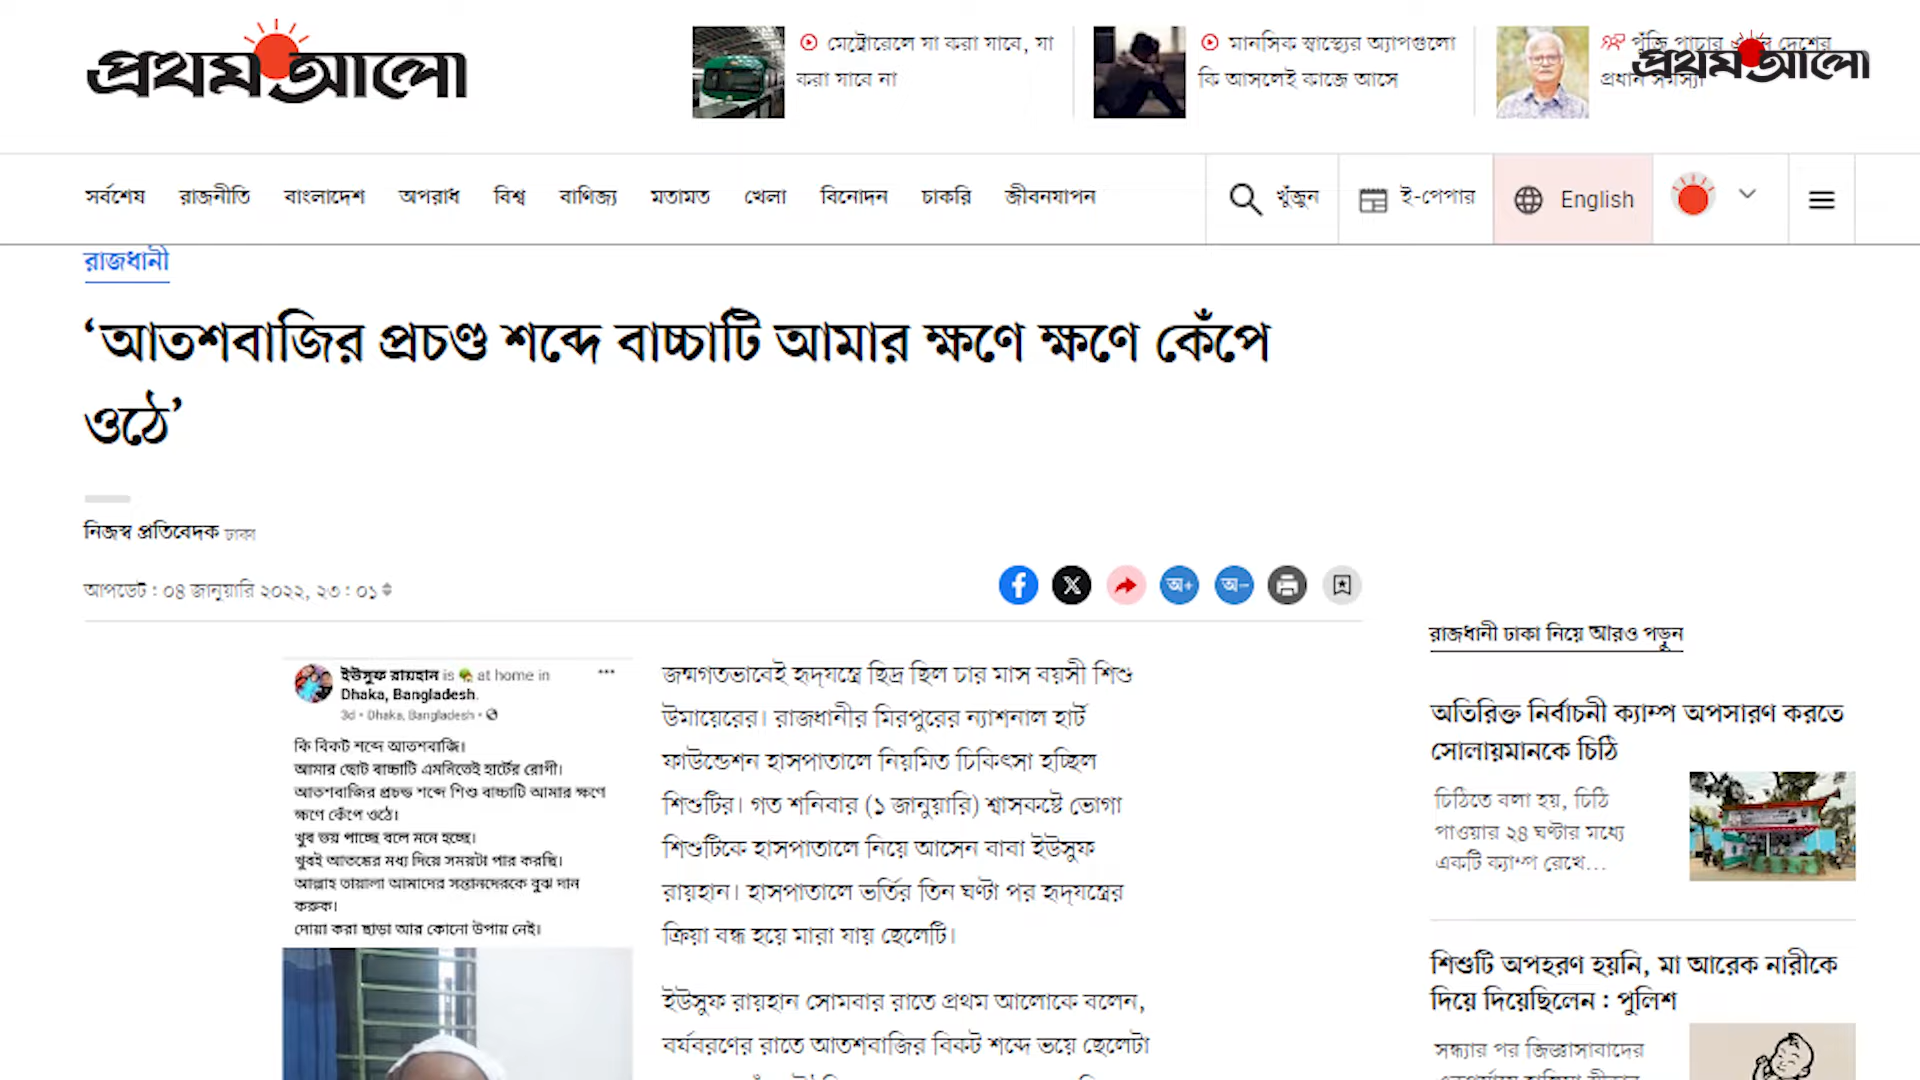 প্রথম আলো
মেট্রোরেলে যা করা যাবে, যা
করা যাবে না
মানসিক স্বাস্থ্যের অ্যাপগুলো
কি আসলেই কাজে আসে
পুঁজি পাচার দেশের
প্রধান সমস্যা
প্রথম আলো
সর্বশেষ রাজনীতি বাংলাদেশ অপরাধ বিশ্ব বাণিজ্য মতামত খেলা বিনোদন চাকরি জীবনযাপন খুঁজুন ই-পেপার English
রাজধানী
‘আতশবাজির প্রচণ্ড শব্দে বাচ্চাটি আমার ক্ষণে ক্ষণে কেঁপে
ওঠে’
নিজস্ব প্রতিবেদক ঢাকা
আপডেট : ০৪ জানুয়ারি ২০২২, ২৩ : ০১
অ+ অ−
ইউসুফ রায়হান is at home in
Dhaka, Bangladesh.
3d • Dhaka, Bangladesh •
কি বিকট শব্দে আতশবাজি।
আমার ছোট বাচ্চাটি এমনিতেই হার্টের রোগী।
আতশবাজির প্রচন্ড শব্দে শিশু বাচ্চাটি আমার ক্ষণে
ক্ষণে কেঁপে ওঠে।
খুব ভয় পাচ্ছে বলে মনে হচ্ছে।
খুবই আতঙ্কের মধ্য দিয়ে সময়টা পার করছি।
আল্লাহ তায়ালা আমাদের সন্তানদেরকে বুঝ দান
করুক।
দোয়া করা ছাড়া আর কোনো উপায় নেই।
জন্মগতভাবেই হৃদ্‌যন্ত্রে ছিদ্র ছিল চার মাস বয়সী শিশু
উমায়েরের। রাজধানীর মিরপুরের ন্যাশনাল হার্ট
ফাউন্ডেশন হাসপাতালে নিয়মিত চিকিৎসা হচ্ছিল
শিশুটির। গত শনিবার (১ জানুয়ারি) শ্বাসকষ্টে ভোগা
শিশুটিকে হাসপাতালে নিয়ে আসেন বাবা ইউসুফ
রায়হান। হাসপাতালে ভর্তির তিন ঘণ্টা পর হৃদ্‌যন্ত্রের
ক্রিয়া বন্ধ হয়ে মারা যায় ছেলেটি।
ইউসুফ রায়হান সোমবার রাতে প্রথম আলোকে বলেন,
বর্ষবরণের রাতে আতশবাজির বিকট শব্দে ভয়ে ছেলেটা
রাজধানী ঢাকা নিয়ে আরও পড়ুন
অতিরিক্ত নির্বাচনী ক্যাম্প অপসারণ করতে
সোলায়মানকে চিঠি
চিঠিতে বলা হয়, চিঠি
পাওয়ার ২৪ ঘণ্টার মধ্যে
একটি ক্যাম্প রেখে...
শিশুটি অপহরণ হয়নি, মা আরেক নারীকে
দিয়ে দিয়েছিলেন : পুলিশ
সন্ধ্যার পর জিজ্ঞাসাবাদের